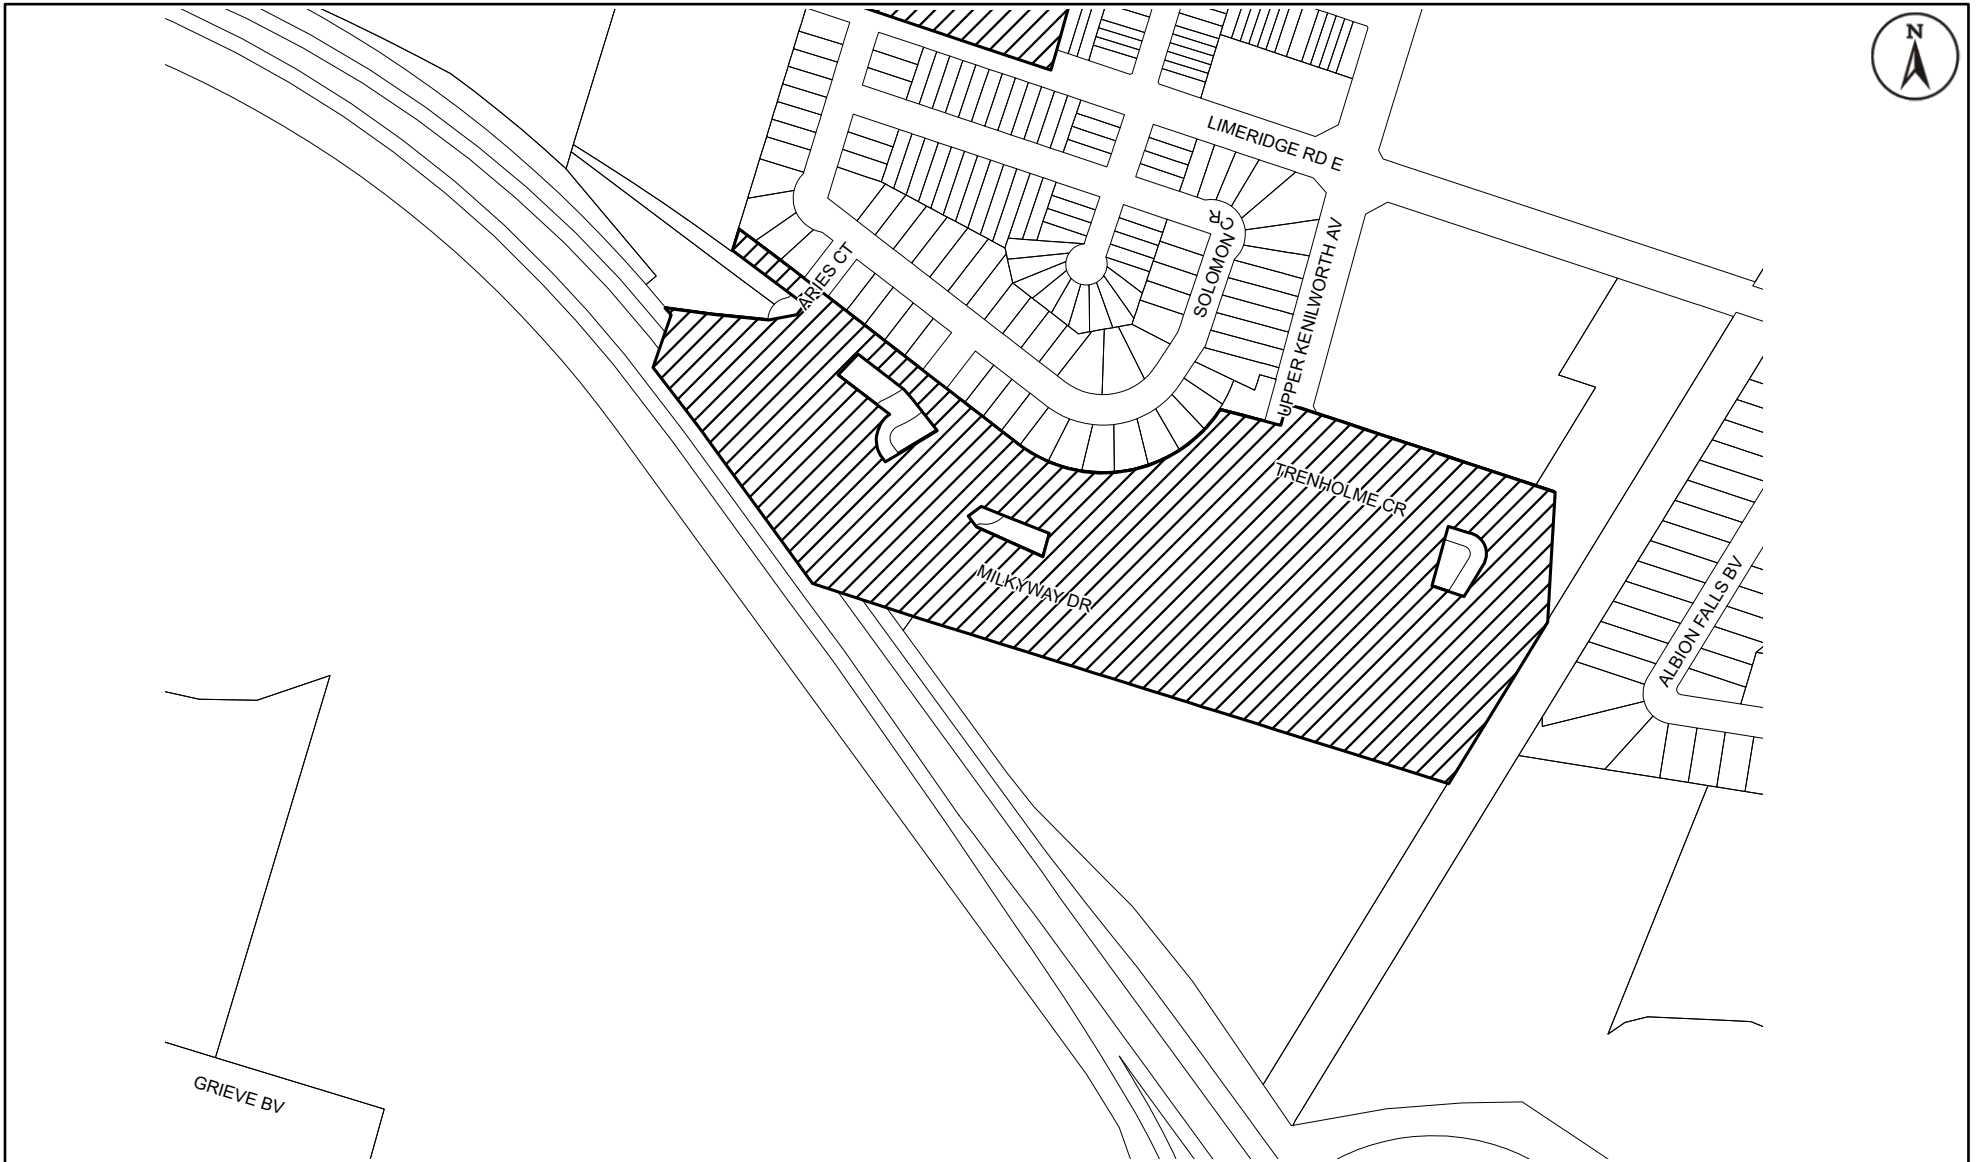 N
LIMERIDGE RD E
SOLOMON CR
UPPER KENILWORTH AV
ARIES CT
TRENHOLME CR
MILKYWAY DR
ALBION FALLS BV
GRIEVE BV